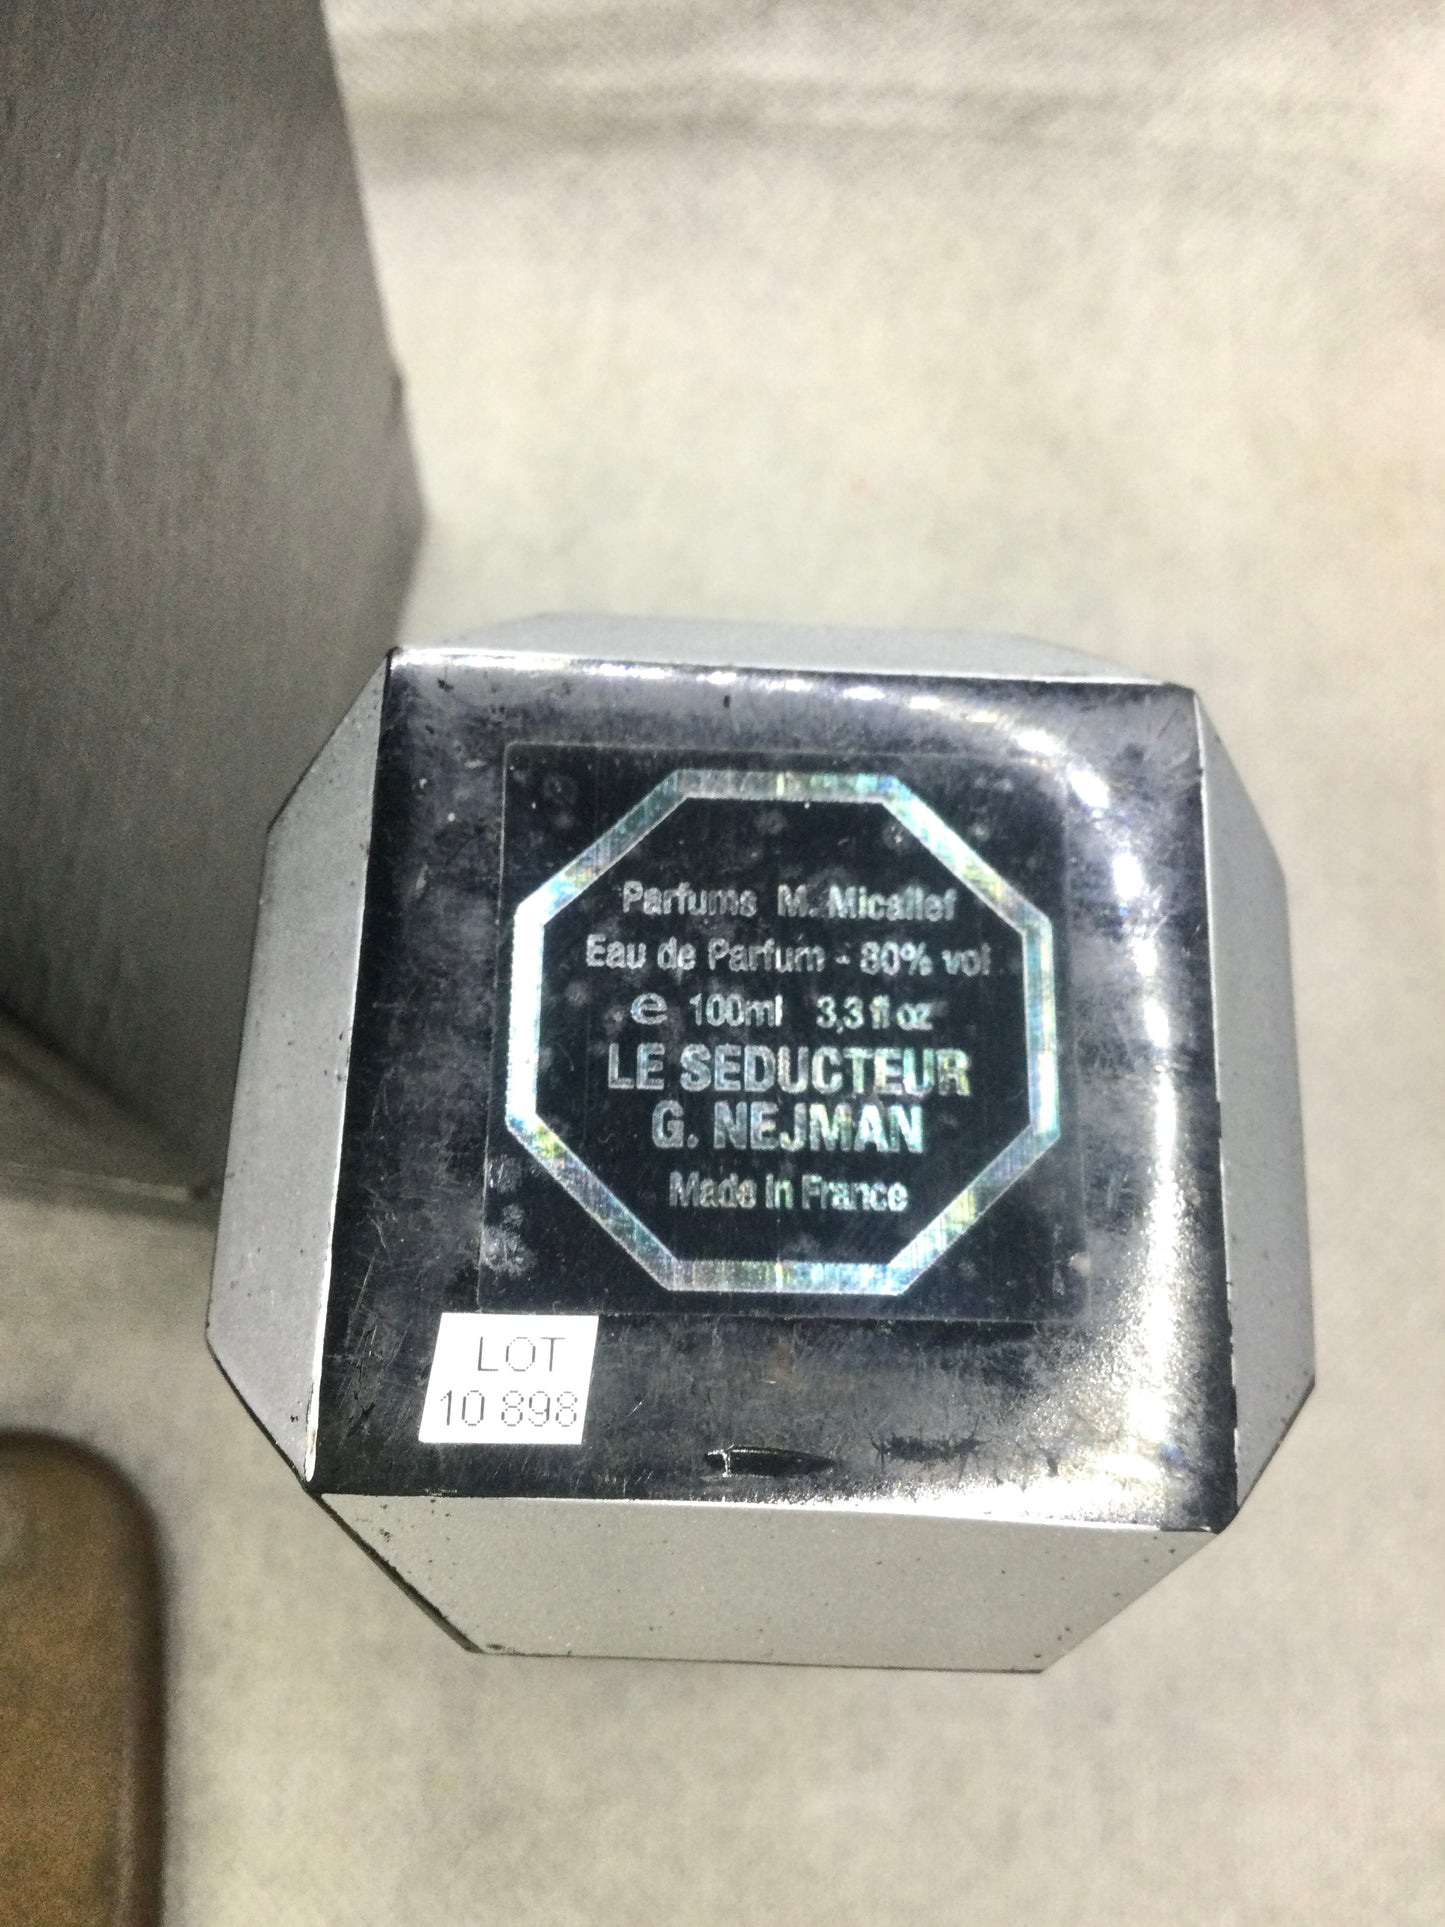 Parfums M. Micallef
Eau de Parfum - 80% vol
e 100ml 3,3 fl oz
LE SEDUCTEUR
G. NEJMAN
Made in France
LOT
10 898